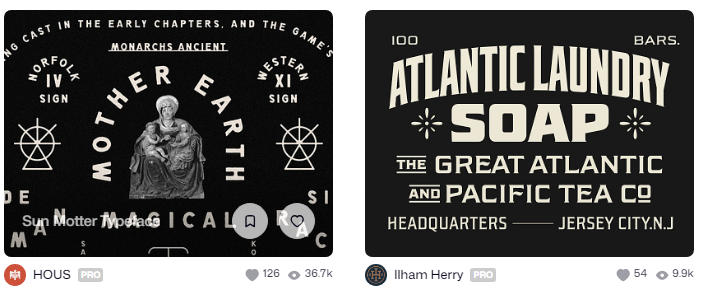 NG CAST IN THE EARLY CHAPTERS, AND THE GAME'S
MONARCHS ANCIENT
NORFOLK
IV
SIGN
WESTERN
XI
SIGN
MOTHER EARTH
DE
SI
Sun Motter Typeface
MAN
MAGICAL
RAC
SA
KO
HOUS PRO
126
36.7k
100
BARS.
ATLANTIC LAUNDRY
SOAP
THE GREAT ATLANTIC
AND PACIFIC TEA CO
HEADQUARTERS — JERSEY CITY.N.J
Ilham Herry PRO
54
9.9k